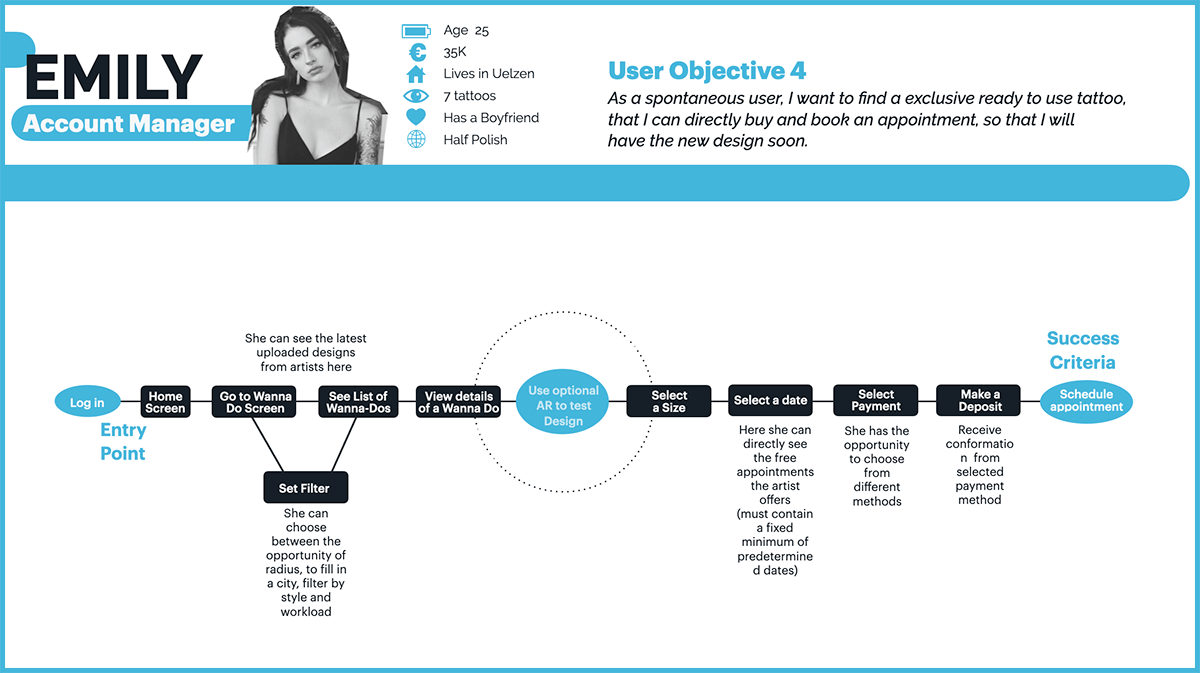 EMILY
Account Manager
Age 25
35K
Lives in Uelzen
7 tattoos
Has a Boyfriend
Half Polish
User Objective 4
As a spontaneous user, I want to find a exclusive ready to use tattoo,
that I can directly buy and book an appointment, so that I will
have the new design soon.
She can see the latest
uploaded designs
from artists here
Log in
Entry
Point
Home
Screen
Go to Wanna
Do Screen
See List of
Wanna-Dos
View details
of a Wanna Do
Set Filter
She can
choose
between the
opportunity of
radius, to fill in
a city, filter by
style and
workload
Use optional
AR to test
Design
Select
a Size
Select a date
Here she can
directly see
the free
appointments
the artist
offers
(must contain
a fixed
minimum of
predetermine
d dates)
Select
Payment
She has the
opportunity
to choose
from
different
methods
Make a
Deposit
Receive
conformatio
n from
selected
payment
method
Success
Criteria
Schedule
appointment